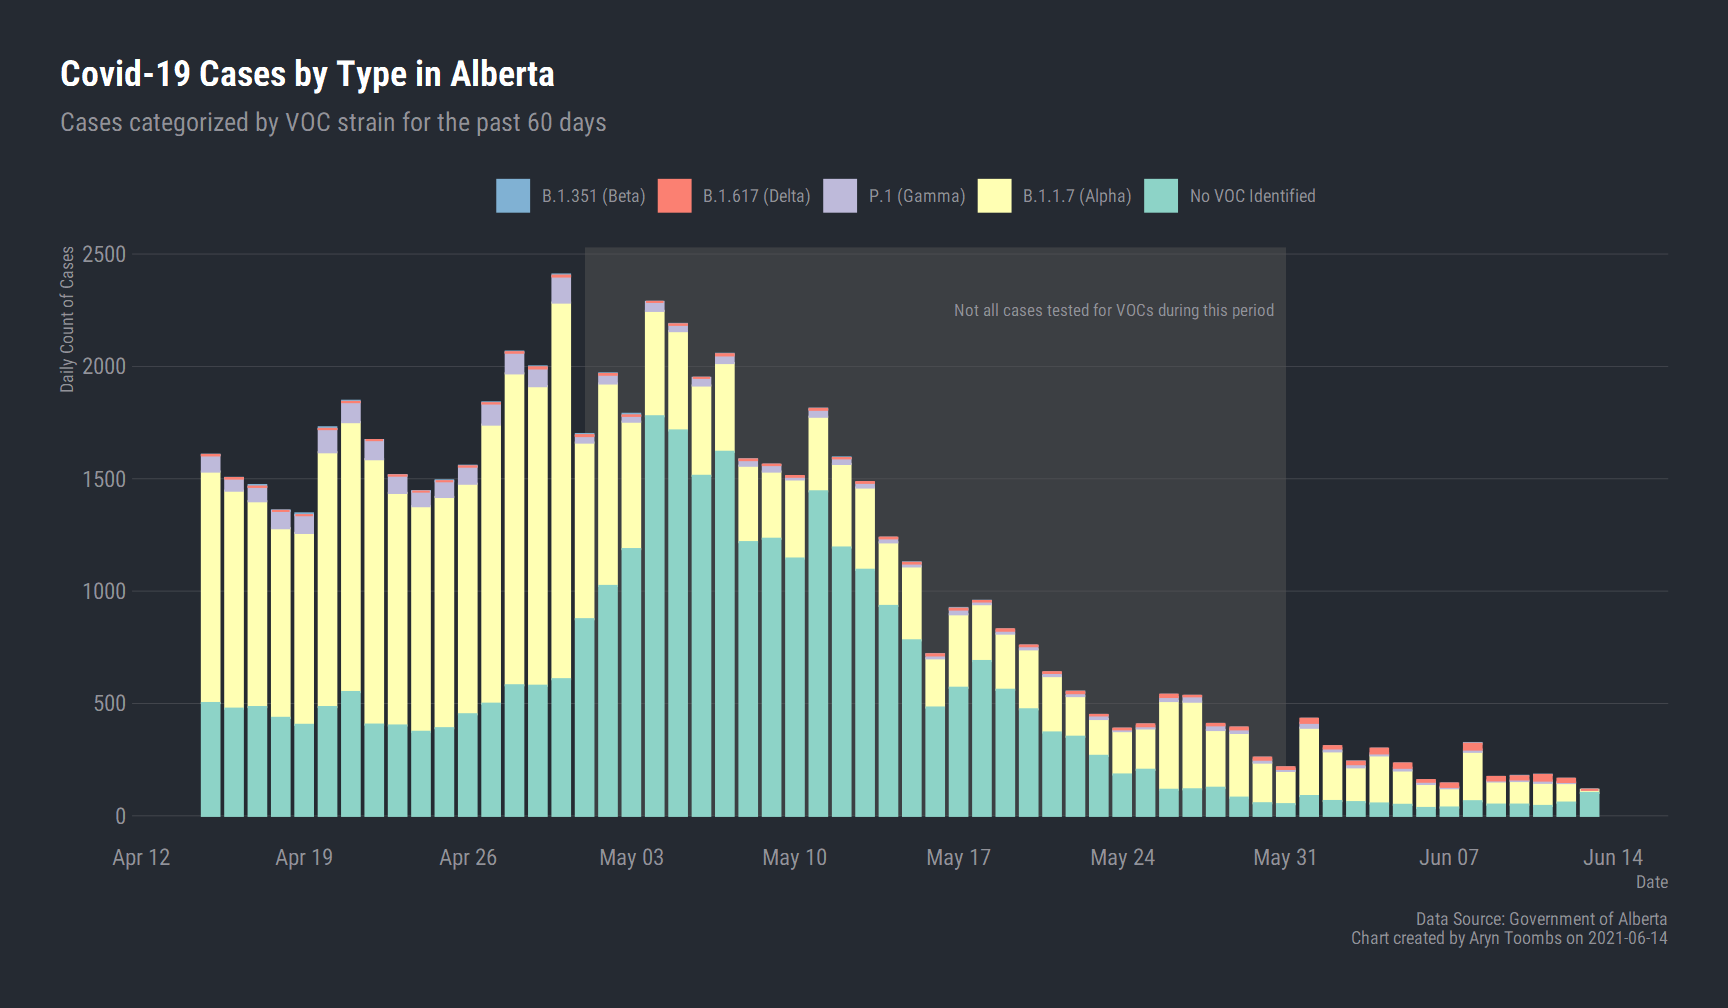 Covid-19 Cases by Type in Alberta
Cases categorized by VOC strain for the past 60 days
B.1.351 (Beta) B.1.617 (Delta) P.1 (Gamma) B.1.1.7 (Alpha) No VOC Identified
Daily Count of Cases
2500
Not all cases tested for VOCs during this period
2000
1500
1000
500
0
Apr 12 Apr 19 Apr 26 May 03 May 10 May 17 May 24 May 31 Jun 07 Jun 14
Date
Data Source: Government of Alberta
Chart created by Aryn Toombs on 2021-06-14